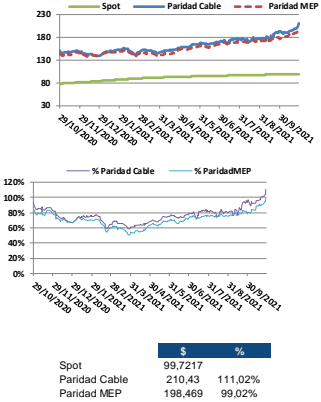 Spot Paridad Cable Paridad MEP
230
180
130
80
30
29/10/2020 29/11/2020 29/12/2020 29/1/2021 28/2/2021 31/3/2021 30/4/2021 31/5/2021 30/6/2021 31/7/2021 31/8/2021 30/9/2021
% Paridad Cable % ParidadMEP
120%
100%
80%
60%
40%
20%
0%
29/10/2020 29/11/2020 29/12/2020 29/1/2021 28/2/2021 31/3/2021 30/4/2021 31/5/2021 30/6/2021 31/7/2021 31/8/2021 30/9/2021
$ %
Spot 99,7217
Paridad Cable 210,43 111,02%
Paridad MEP 198,469 99,02%